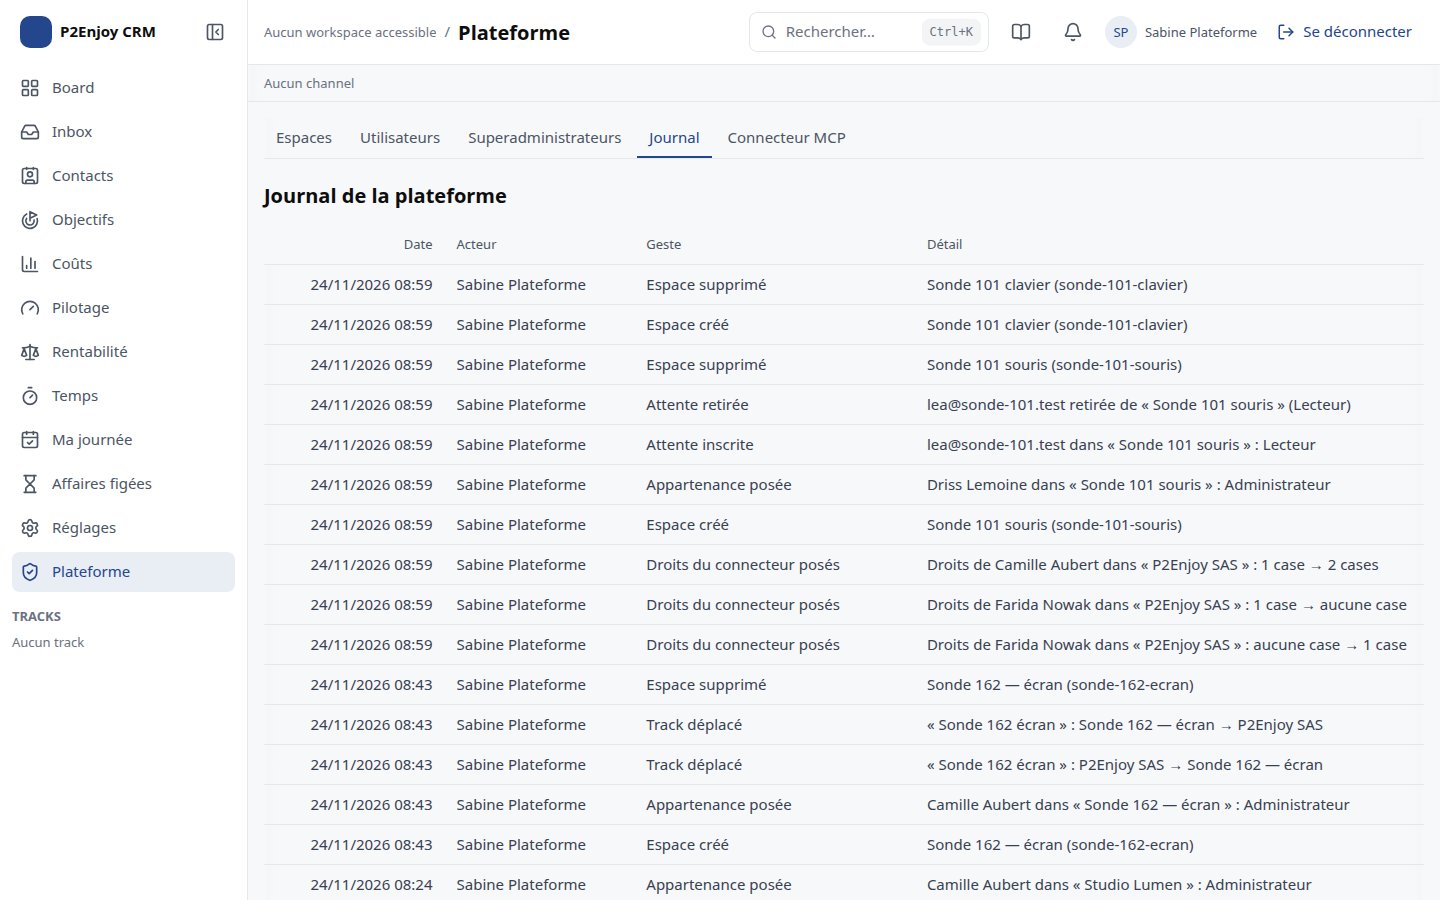 P2Enjoy CRM
Aucun workspace accessible / Plateforme
Rechercher... Ctrl+K
SP Sabine Plateforme
Se déconnecter
Board
Inbox
Contacts
Objectifs
Coûts
Pilotage
Rentabilité
Temps
Ma journée
Affaires figées
Réglages
Plateforme
TRACKS
Aucun track
Aucun channel
Espaces Utilisateurs Superadministrateurs Journal Connecteur MCP
Journal de la plateforme
Date Acteur Geste Détail
24/11/2026 08:59 Sabine Plateforme Espace supprimé Sonde 101 clavier (sonde-101-clavier)
24/11/2026 08:59 Sabine Plateforme Espace créé Sonde 101 clavier (sonde-101-clavier)
24/11/2026 08:59 Sabine Plateforme Espace supprimé Sonde 101 souris (sonde-101-souris)
24/11/2026 08:59 Sabine Plateforme Attente retirée lea@sonde-101.test retirée de « Sonde 101 souris » (Lecteur)
24/11/2026 08:59 Sabine Plateforme Attente inscrite lea@sonde-101.test dans « Sonde 101 souris » : Lecteur
24/11/2026 08:59 Sabine Plateforme Appartenance posée Driss Lemoine dans « Sonde 101 souris » : Administrateur
24/11/2026 08:59 Sabine Plateforme Espace créé Sonde 101 souris (sonde-101-souris)
24/11/2026 08:59 Sabine Plateforme Droits du connecteur posés Droits de Camille Aubert dans « P2Enjoy SAS » : 1 case → 2 cases
24/11/2026 08:59 Sabine Plateforme Droits du connecteur posés Droits de Farida Nowak dans « P2Enjoy SAS » : 1 case → aucune case
24/11/2026 08:59 Sabine Plateforme Droits du connecteur posés Droits de Farida Nowak dans « P2Enjoy SAS » : aucune case → 1 case
24/11/2026 08:43 Sabine Plateforme Espace supprimé Sonde 162 — écran (sonde-162-ecran)
24/11/2026 08:43 Sabine Plateforme Track déplacé « Sonde 162 écran » : Sonde 162 — écran → P2Enjoy SAS
24/11/2026 08:43 Sabine Plateforme Track déplacé « Sonde 162 écran » : P2Enjoy SAS → Sonde 162 — écran
24/11/2026 08:43 Sabine Plateforme Appartenance posée Camille Aubert dans « Sonde 162 — écran » : Administrateur
24/11/2026 08:43 Sabine Plateforme Espace créé Sonde 162 — écran (sonde-162-ecran)
24/11/2026 08:24 Sabine Plateforme Appartenance posée Camille Aubert dans « Studio Lumen » : Administrateur